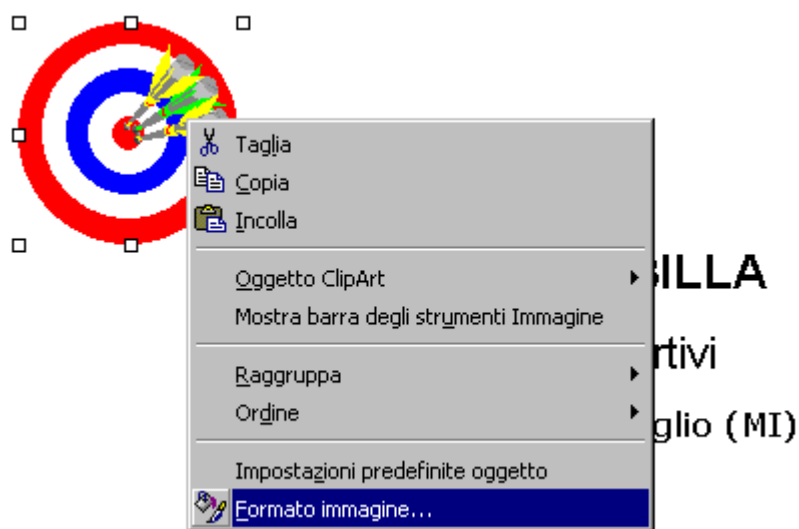 Taglia
Copia
Incolla
Oggetto ClipArt
ILLA
Mostra barra degli strumenti Immagine
rtivi
Raggruppa
Ordine
glio (MI)
Impostazioni predefinite oggetto
Formato immagine...